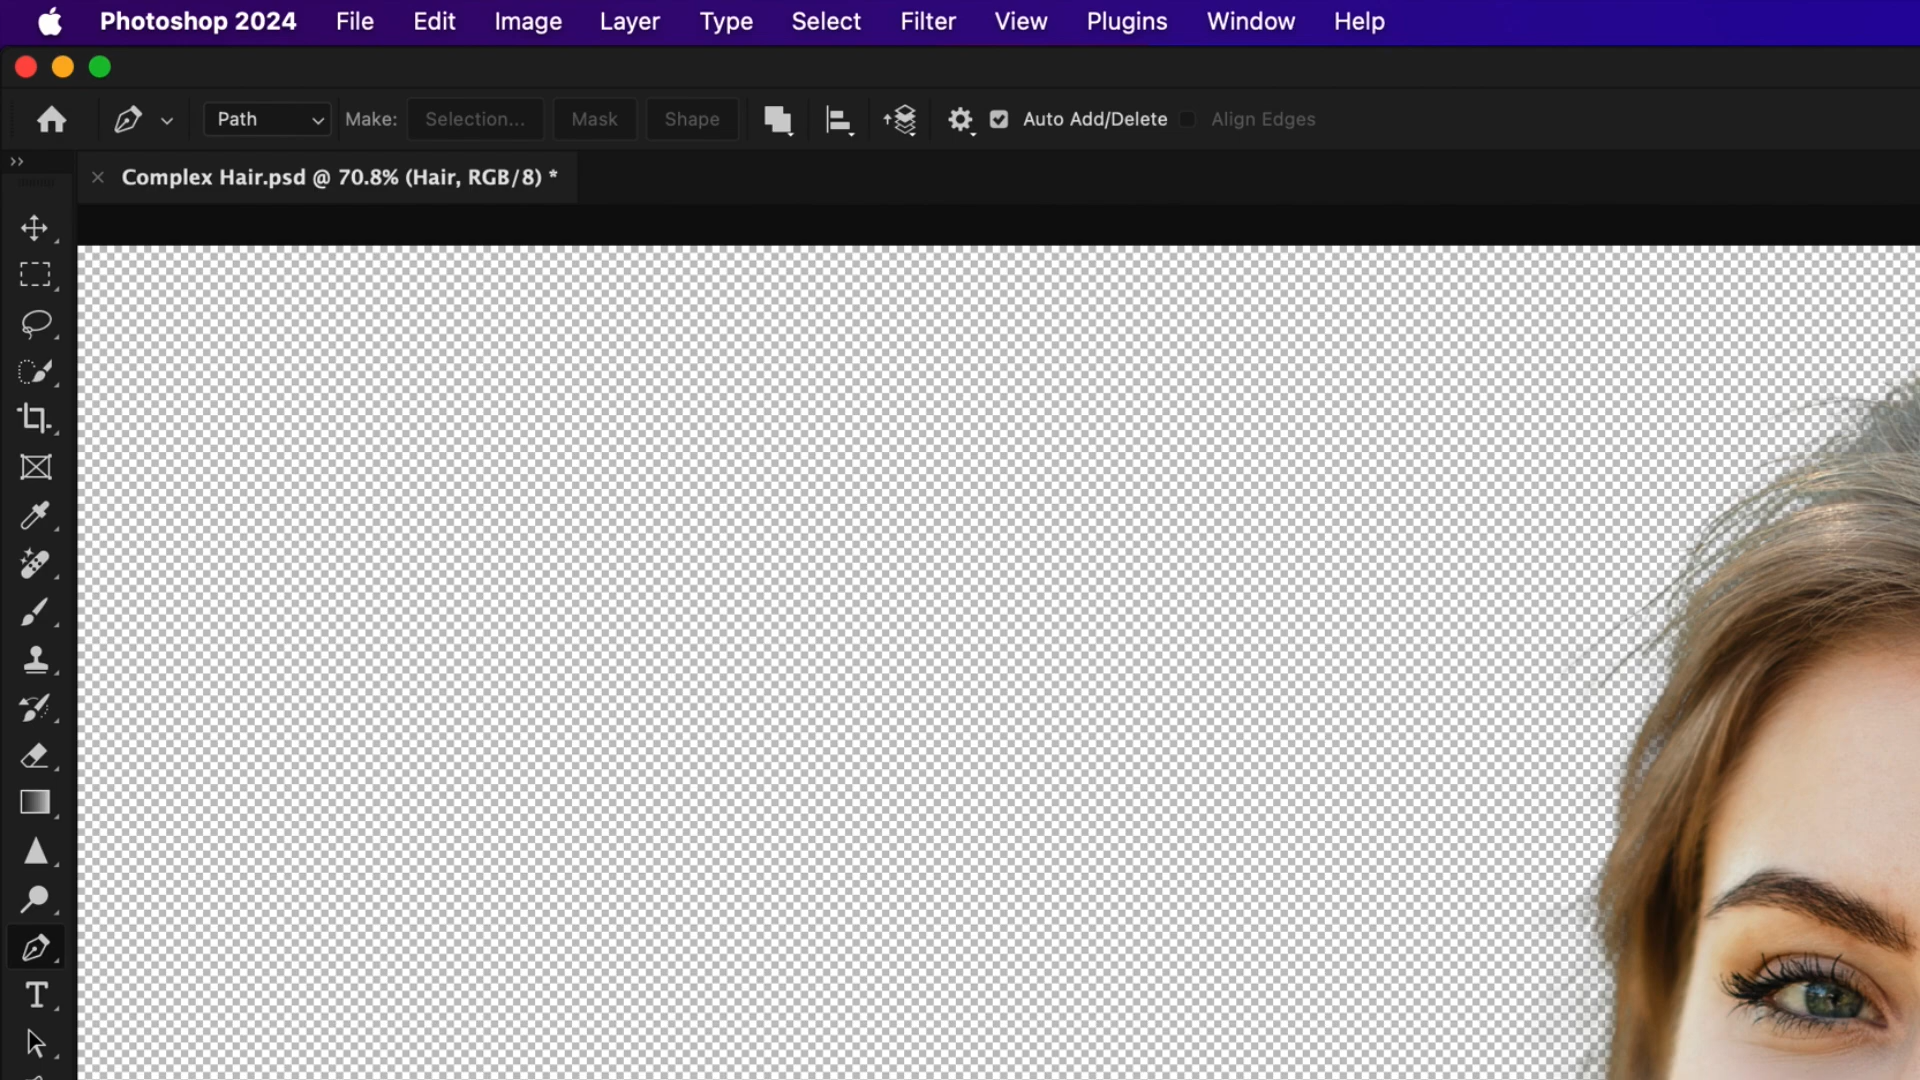 Photoshop 2024 File Edit Image Layer Type Select Filter View Plugins Window Help
Path Make: Selection... Mask Shape Auto Add/Delete Align Edges
Complex Hair.psd @ 70.8% (Hair, RGB/8) *